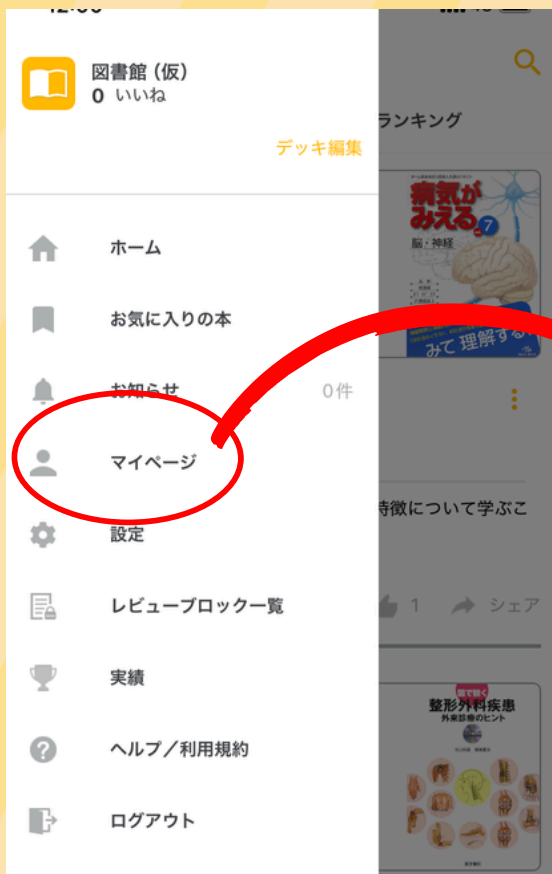 図書館（仮）
0 いいね
デッキ編集
ランキング
病気が
みえる
7
脳・神経
みて 理解する
ホーム
お気に入りの本
お知らせ
0件
マイページ
特徴について学ぶこ
設定
レビューブロック一覧
1
シェア
実績
整形外科疾患
外来診療のヒント
ヘルプ／利用規約
ログアウト